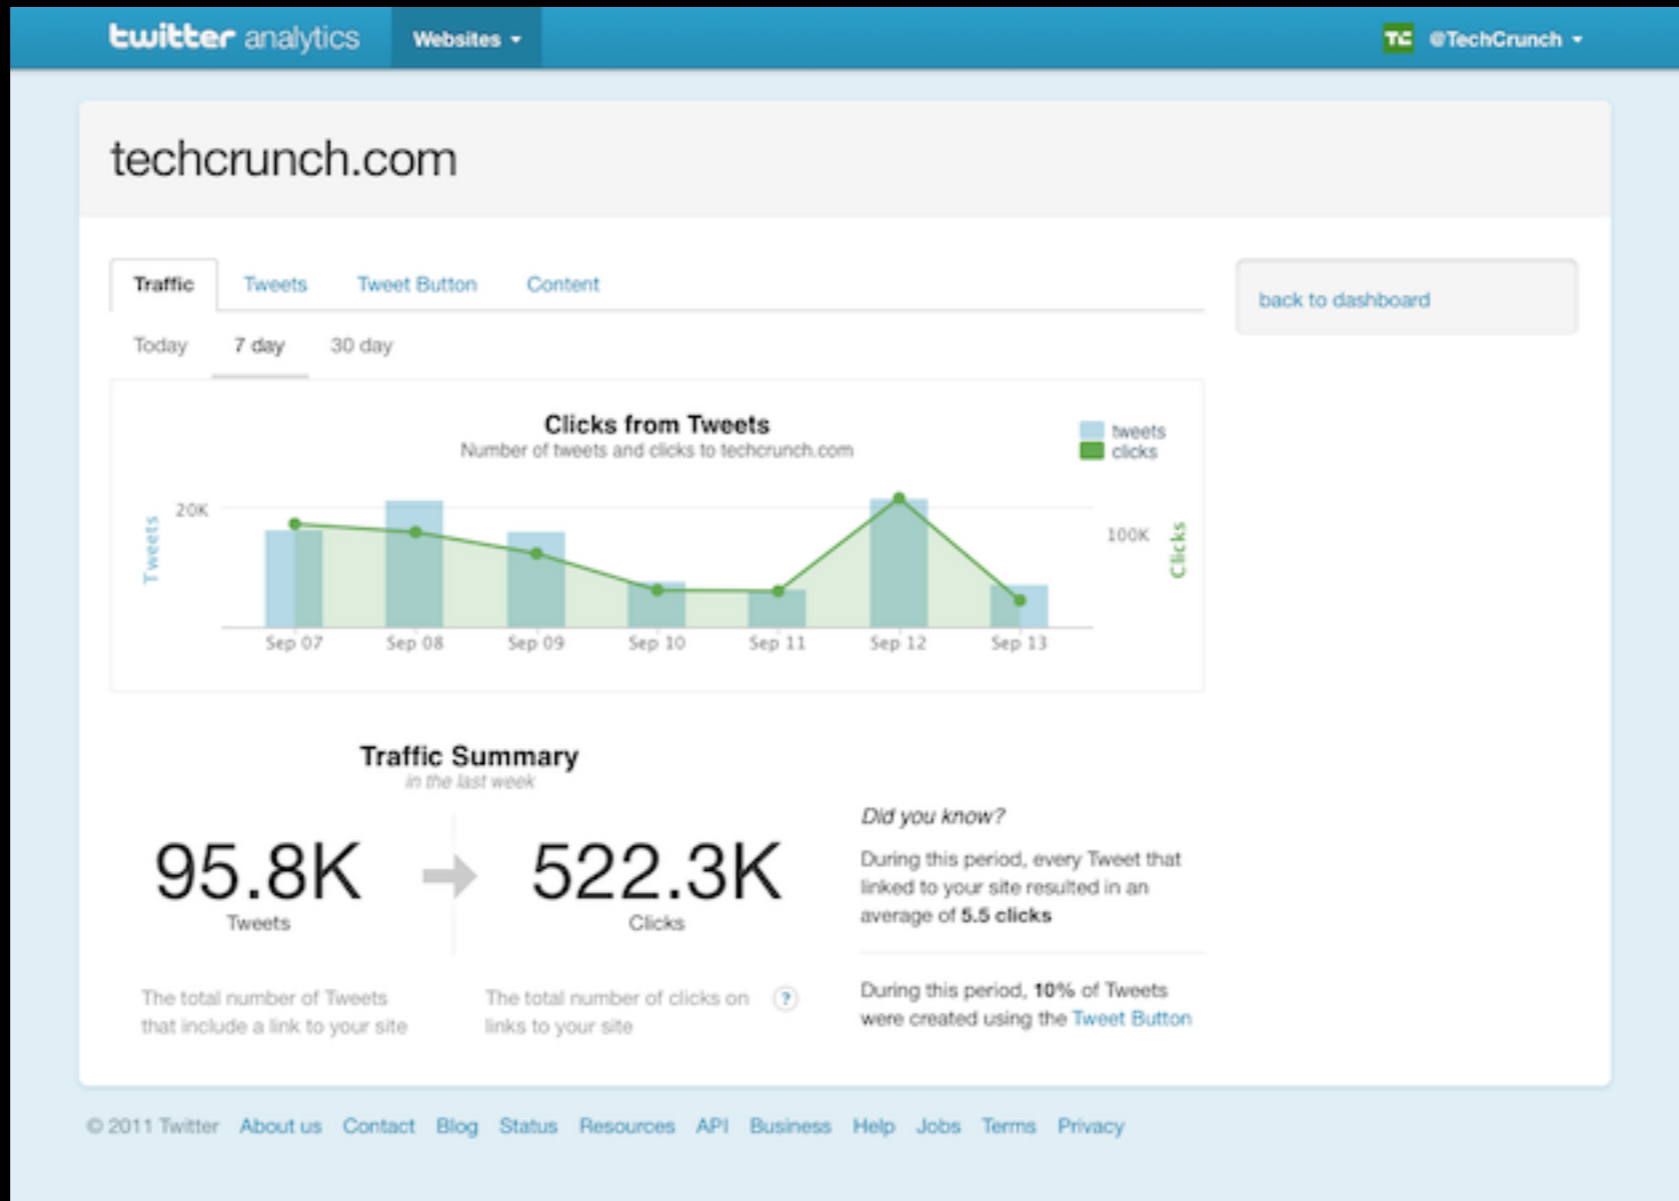 twitter analytics Websites
TC @TechCrunch
techcrunch.com
Traffic Tweets Tweet Button Content
back to dashboard
Today 7 day 30 day
Clicks from Tweets
Number of tweets and clicks to techcrunch.com
tweets
clicks
Tweets
20K
100K
Clicks
Sep 07 Sep 08 Sep 09 Sep 10 Sep 11 Sep 12 Sep 13
Traffic Summary
in the last week
95.8K
Tweets
The total number of Tweets
that include a link to your site
522.3K
Clicks
The total number of clicks on ?
links to your site
Did you know?
During this period, every Tweet that
linked to your site resulted in an
average of 5.5 clicks
During this period, 10% of Tweets
were created using the Tweet Button
© 2011 Twitter About us Contact Blog Status Resources API Business Help Jobs Terms Privacy